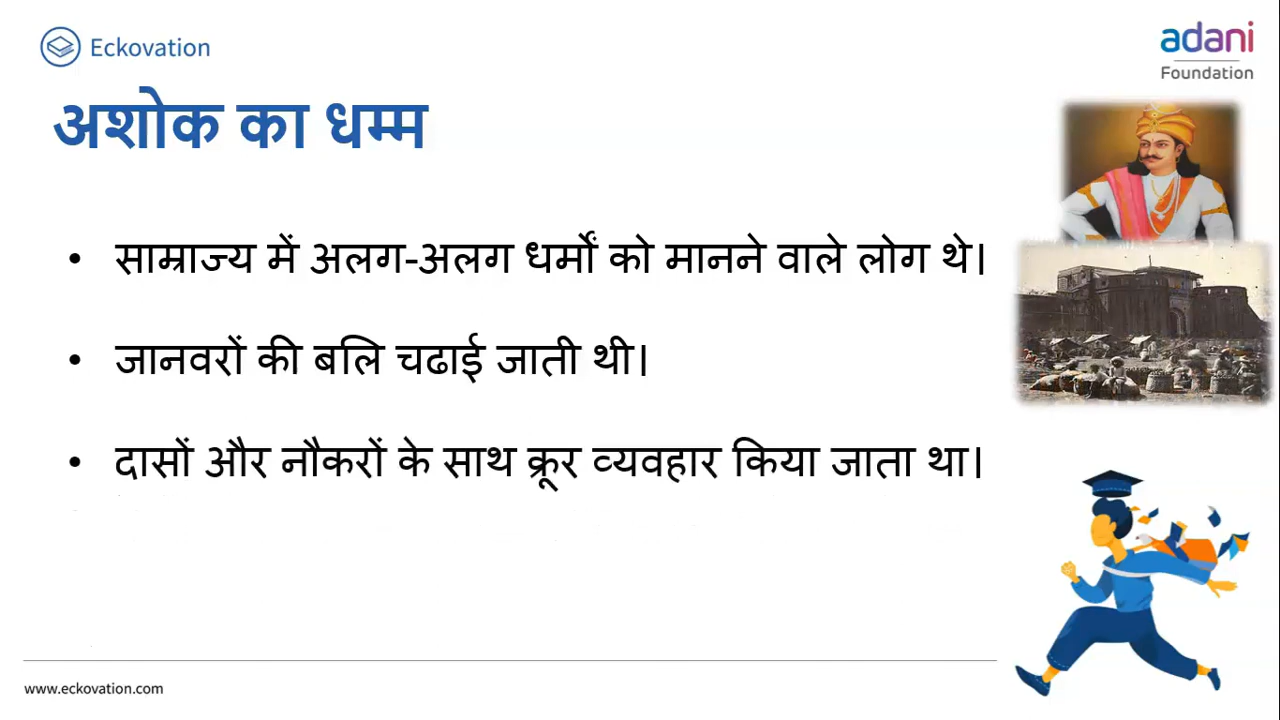 Eckovation
adani
Foundation
अशोक का धम्म
• साम्राज्य में अलग-अलग धर्मों को मानने वाले लोग थे।
• जानवरों की बलि चढाई जाती थी।
• दासों और नौकरों के साथ क्रूर व्यवहार किया जाता था।
www.eckovation.com